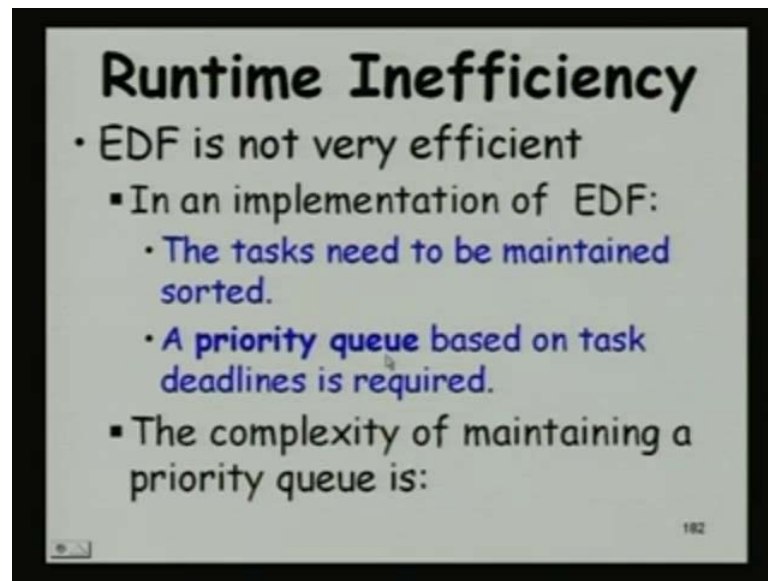 Runtime Inefficiency
• EDF is not very efficient
▪ In an implementation of EDF:
• The tasks need to be maintained
sorted.
• A priority queue based on task
deadlines is required.
▪ The complexity of maintaining a
priority queue is:
182